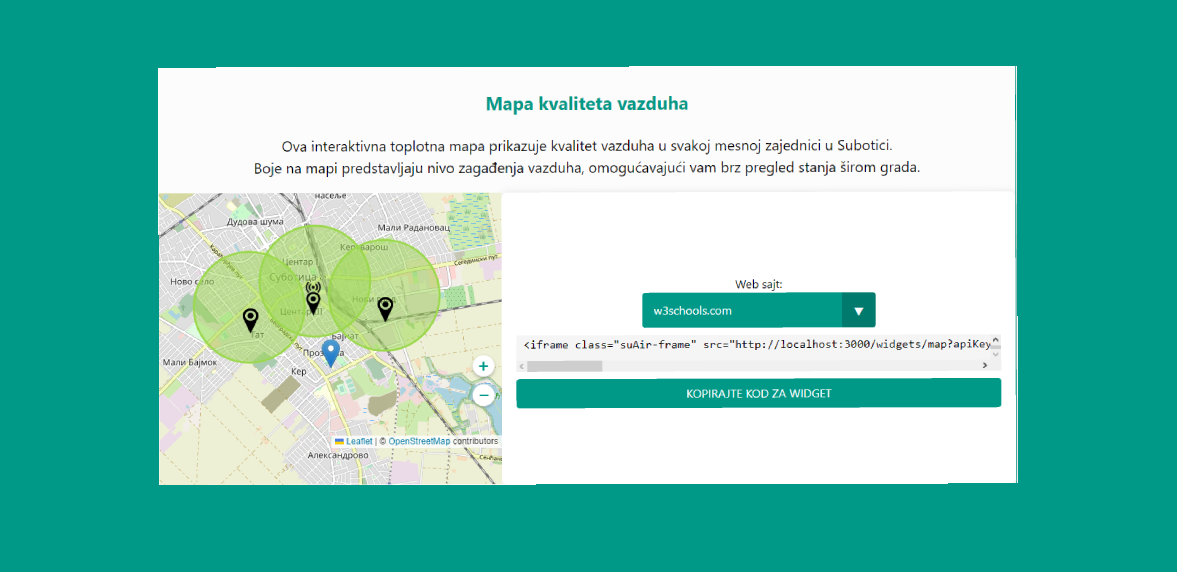 Mapa kvaliteta vazduha
Ova interaktivna toplotna mapa prikazuje kvalitet vazduha u svakoj mesnoj zajednici u Subotici.
Boje na mapi predstavljaju nivo zagađenja vazduha, omogućavajući vam brz pregled stanja širom grada.
насеље
Дудова шума
Мали Радановац
Кер
варош
Центар
Сегедински пут
Суботица
Ново село
Нови град
Центар II
Тат
Бајнат
Мали Бајмок
Прозивка
Кер
+
−
Leaflet | © OpenStreetMap contributors
Александрово
Web sajt:
w3schools.com
<iframe class="suAir-frame" src="http://localhost:3000/widgets/map?apiKey
KOPIRAJTE KOD ZA WIDGET